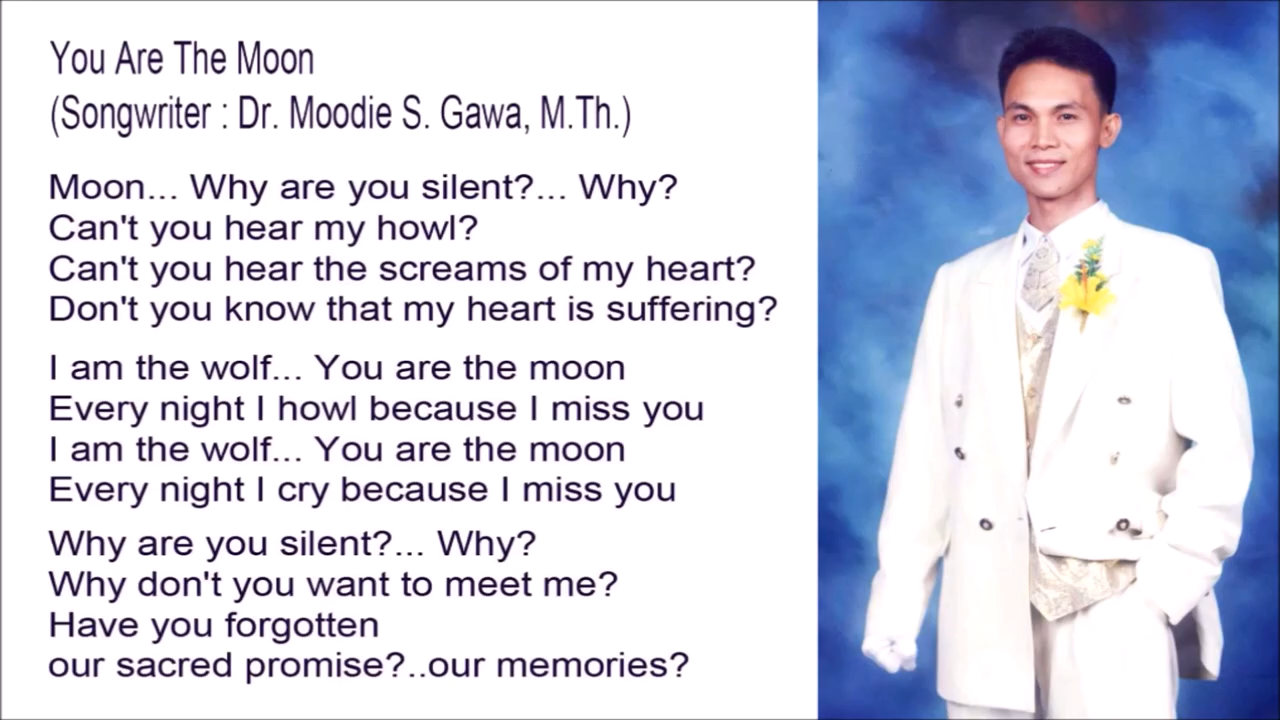 You Are The Moon
(Songwriter : Dr. Moodie S. Gawa, M.Th.)
Moon... Why are you silent?... Why?
Can't you hear my howl?
Can't you hear the screams of my heart?
Don't you know that my heart is suffering?
I am the wolf... You are the moon
Every night I howl because I miss you
I am the wolf... You are the moon
Every night I cry because I miss you
Why are you silent?... Why?
Why don't you want to meet me?
Have you forgotten
our sacred promise?..our memories?